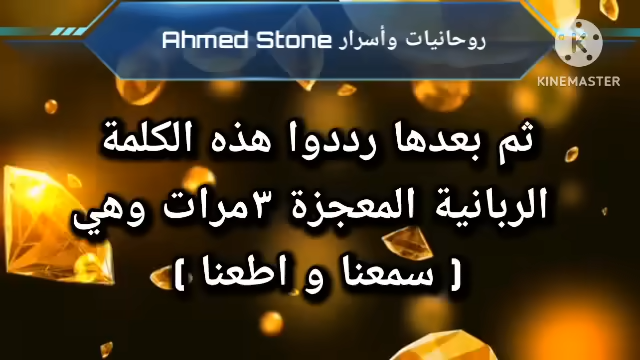 روحانيات وأسرار Ahmed Stone
KINEMASTER
ثم بعدها رددوا هذه الكلمة
الربانية المعجزة ٣مرات وهي
( سمعنا و اطعنا )